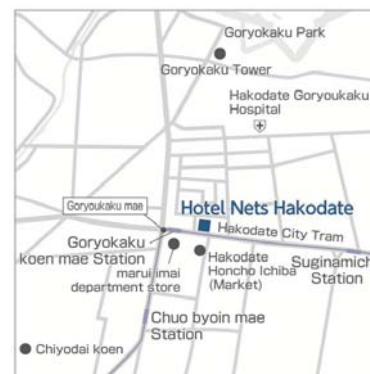 Goryokaku Park
Goryokaku Tower
Hakodate Goryoukaku
Hospital
Goryoukaku mae
Hotel Nets Hakodate
Hakodate City Tram
Goryokaku
koen mae Station
marui imai
department store
Hakodate
Honcho Ichiba
(Market)
Suginamich
Station
Chuo byoin mae
Station
Chiyodai koen